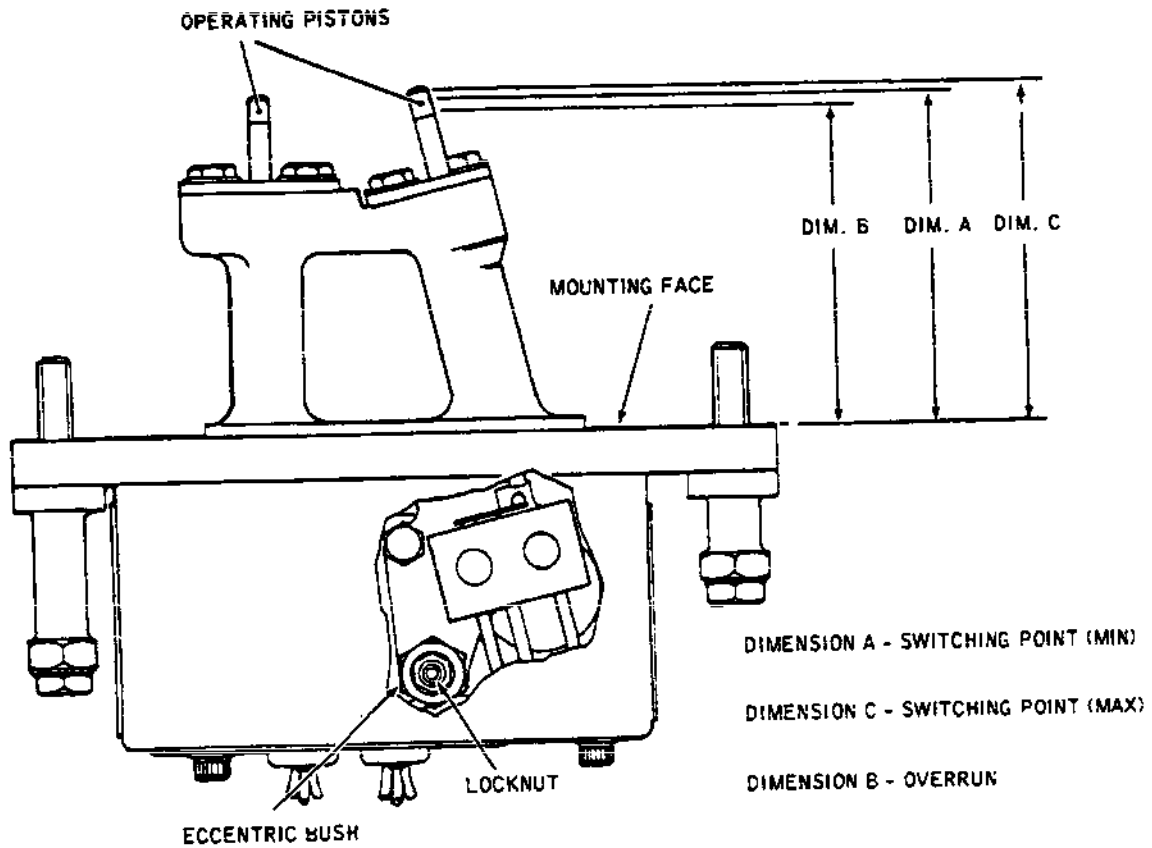 OPERATING PISTONS
DIM. B
DIM. A
DIM. C
MOUNTING FACE
DIMENSION A - SWITCHING POINT (MIN)
DIMENSION C - SWITCHING POINT (MAX)
DIMENSION B - OVERRUN
LOCKNUT
ECCENTRIC BUSH